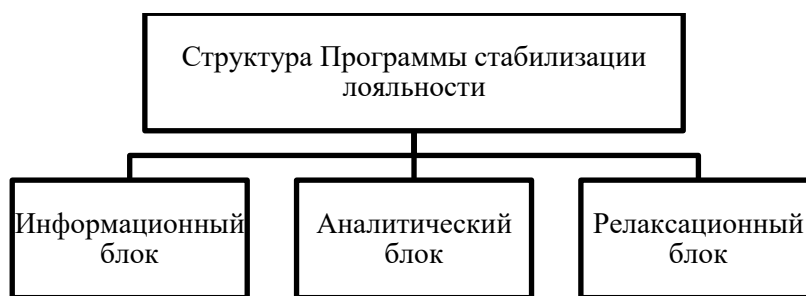 Структура Программы стабилизации
лояльности
Информационный
блок
Аналитический
блок
Релаксационный
блок